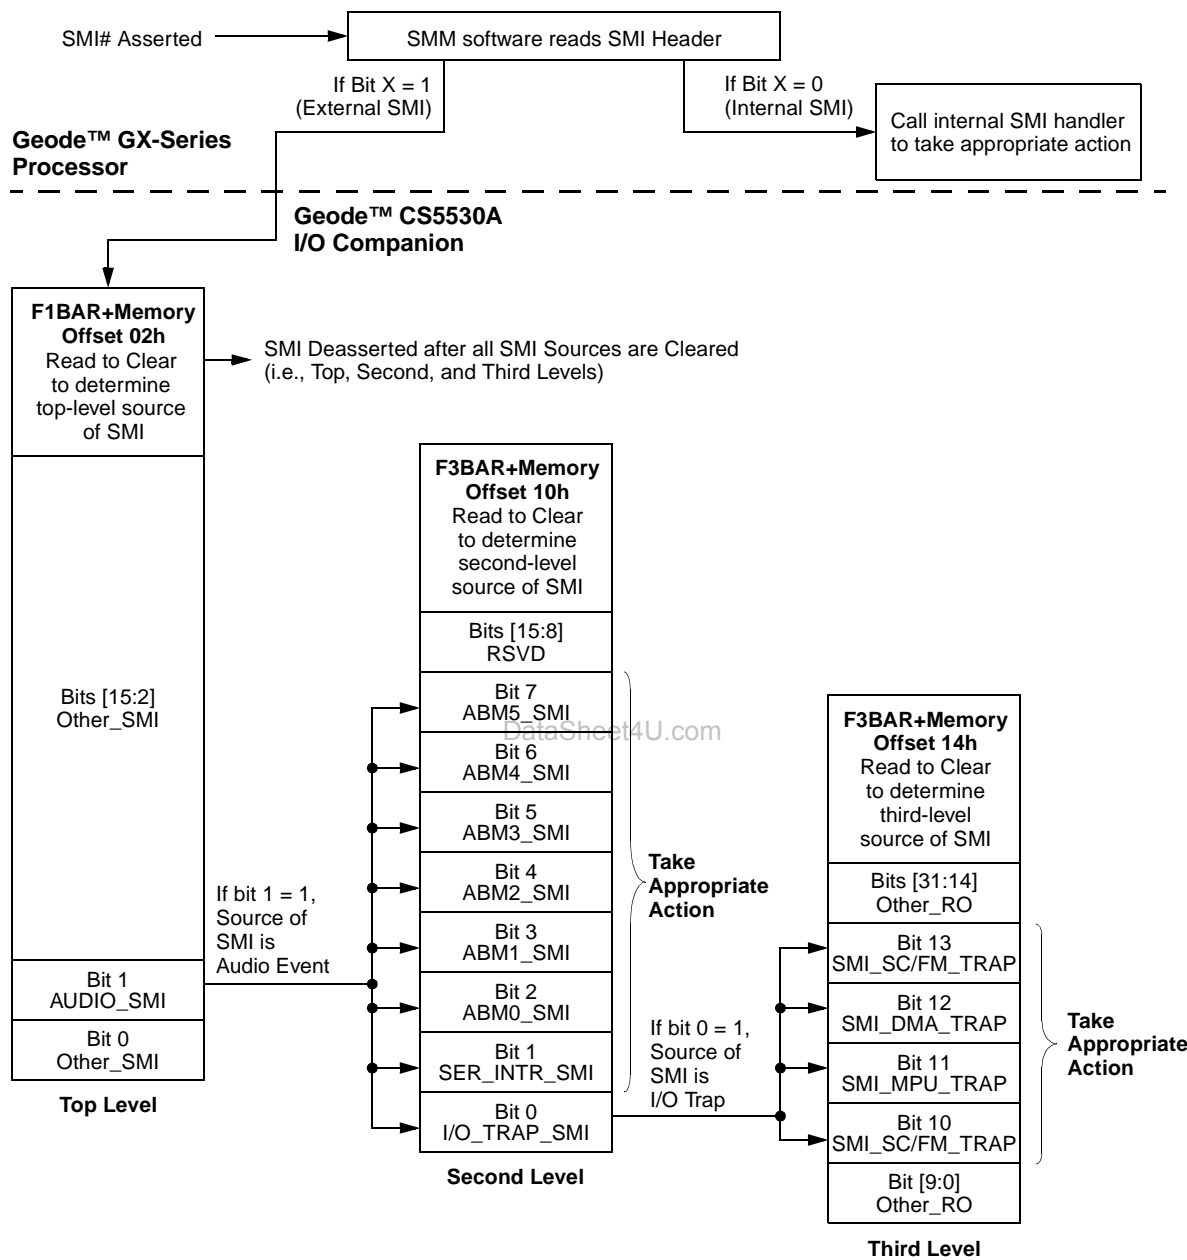 SMI# Asserted
SMM software reads SMI Header
If Bit X = 1
(External SMI)
If Bit X = 0
(Internal SMI)
Call internal SMI handler
to take appropriate action
Geode™ GX-Series
Processor
Geode™ CS5530A
I/O Companion
F1BAR+Memory
Offset 02h
Read to Clear
to determine
top-level source
of SMI
SMI Deasserted after all SMI Sources are Cleared
(i.e., Top, Second, and Third Levels)
Bits [15:2]
Other_SMI
Bit 1
AUDIO_SMI
Bit 0
Other_SMI
Top Level
If bit 1 = 1,
Source of
SMI is
Audio Event
F3BAR+Memory
Offset 10h
Read to Clear
to determine
second-level
source of SMI
Bits [15:8]
RSVD
Bit 7
ABM5_SMI
DataSheet4U.com
Bit 6
ABM4_SMI
Bit 5
ABM3_SMI
Bit 4
ABM2_SMI
Bit 3
ABM1_SMI
Bit 2
ABM0_SMI
Bit 1
SER_INTR_SMI
Bit 0
I/O_TRAP_SMI
Second Level
Take
Appropriate
Action
If bit 0 = 1,
Source of
SMI is
I/O Trap
F3BAR+Memory
Offset 14h
Read to Clear
to determine
third-level
source of SMI
Bits [31:14]
Other_RO
Bit 13
SMI_SC/FM_TRAP
Bit 12
SMI_DMA_TRAP
Bit 11
SMI_MPU_TRAP
Bit 10
SMI_SC/FM_TRAP
Bit [9:0]
Other_RO
Third Level
Take
Appropriate
Action